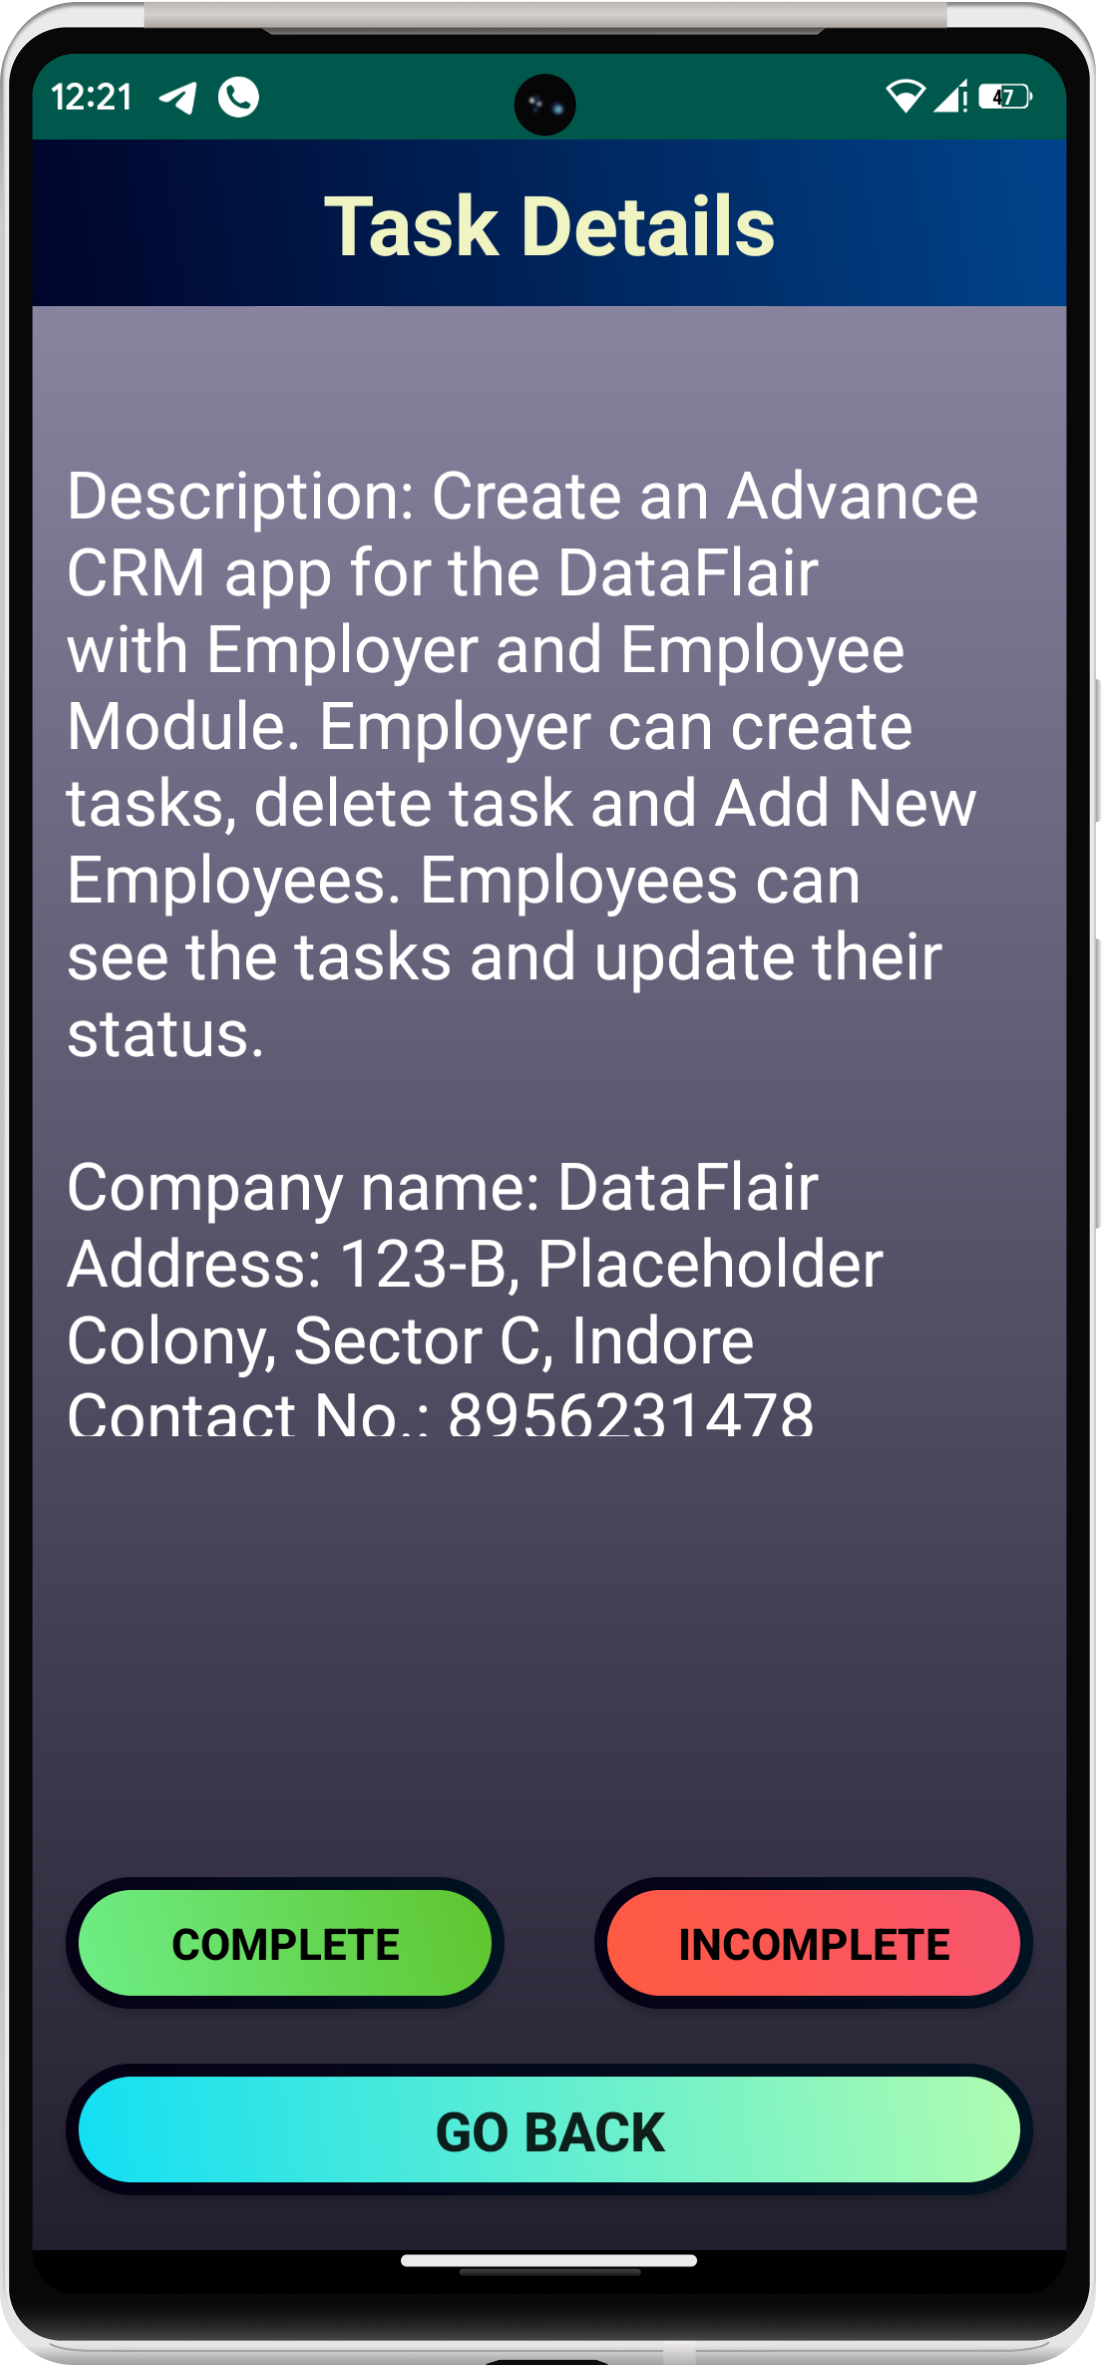 12:21
47
Task Details
Description: Create an Advance
CRM app for the DataFlair
with Employer and Employee
Module. Employer can create
tasks, delete task and Add New
Employees. Employees can
see the tasks and update their
status.
Company name: DataFlair
Address: 123-B, Placeholder
Colony, Sector C, Indore
Contact No.: 8956231478
COMPLETE
INCOMPLETE
GO BACK